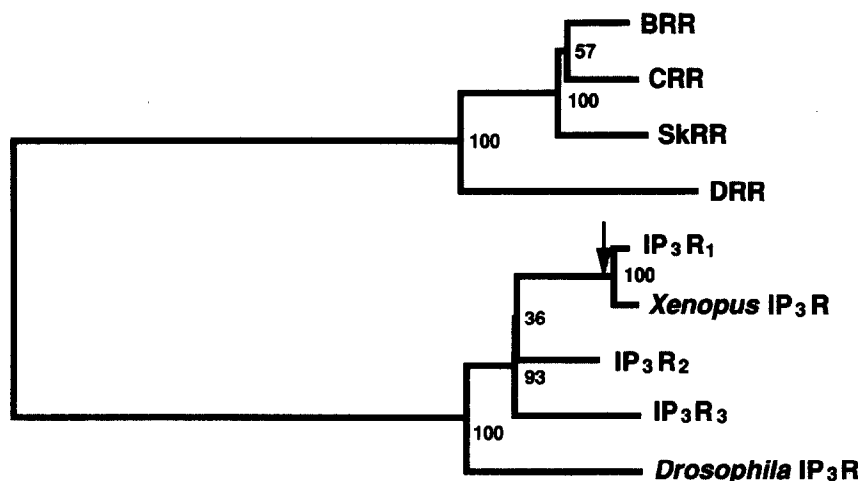 BRR
57
CRR
100
SkRR
100
DRR
IP₃R₁
100
Xenopus IP₃R
36
IP₃R₂
93
IP₃R₃
100
Drosophila IP₃R